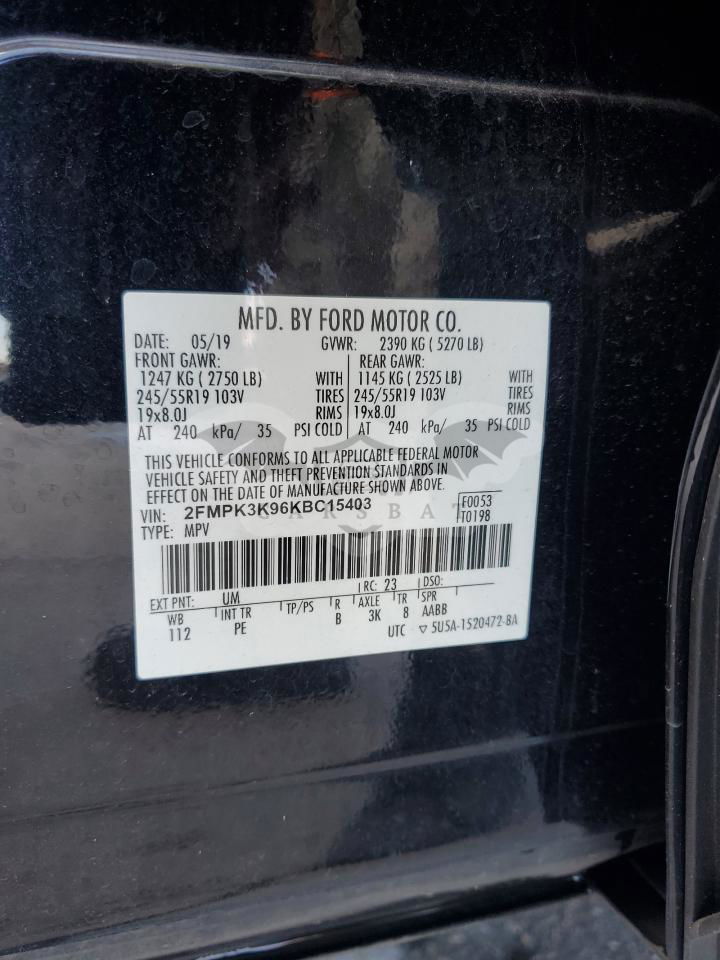 MFD. BY FORD MOTOR CO.
DATE: 05/19 GVWR: 2390 KG ( 5270 LB)
FRONT GAWR: REAR GAWR:
1247 KG ( 2750 LB) WITH 1145 KG ( 2525 LB) WITH
245/55R19 103V TIRES 245/55R19 103V TIRES
19x8.0J RIMS 19x8.0J RIMS
AT 240 kPa/ 35 PSI COLD AT 240 kPa/ 35 PSI COLD
THIS VEHICLE CONFORMS TO ALL APPLICABLE FEDERAL MOTOR
VEHICLE SAFETY AND THEFT PREVENTION STANDARDS IN
EFFECT ON THE DATE OF MANUFACTURE SHOWN ABOVE.
VIN: 2FMPK3K96KBC15403 F0053
TYPE: MPV T0198
CARSBAT
EXT PNT: UM RC: 23 DSO:
WB INT TR TP/PS R AXLE TR SPR
112 PE B 3K 8 AABB
UTC ▽ 5U5A-1520472-BA